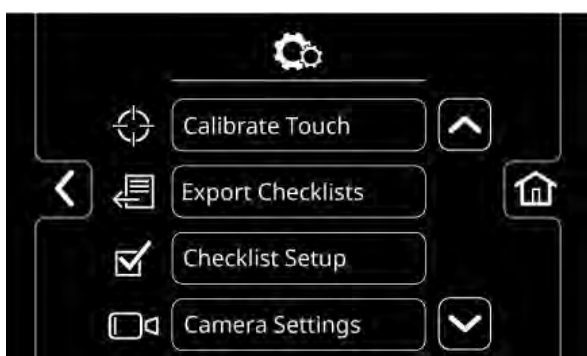 Calibrate Touch
Export Checklists
Checklist Setup
Camera Settings